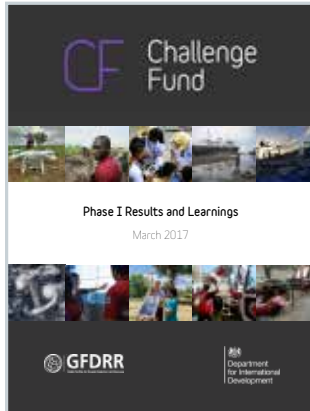 CF
Challenge
Fund
Phase I Results and Learnings
March 2017
GFDRR
Department
for International
Development